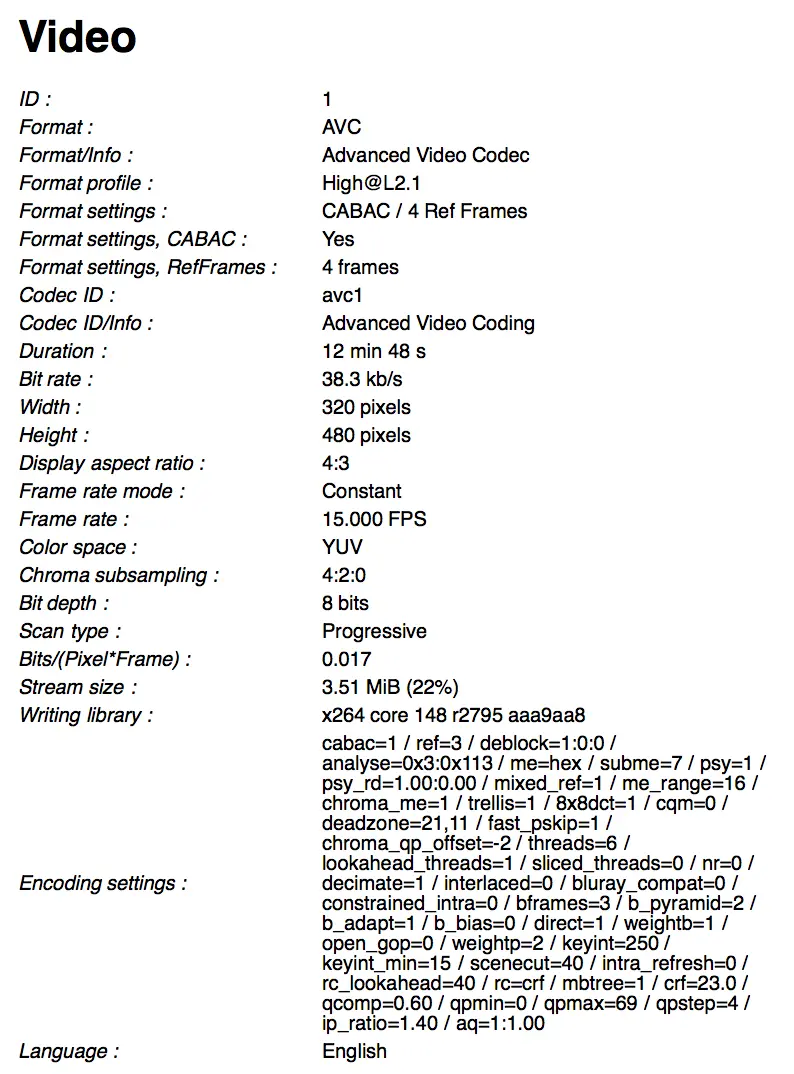 Video
ID : 1
Format : AVC
Format/Info : Advanced Video Codec
Format profile : High@L2.1
Format settings : CABAC / 4 Ref Frames
Format settings, CABAC : Yes
Format settings, RefFrames : 4 frames
Codec ID : avc1
Codec ID/Info : Advanced Video Coding
Duration : 12 min 48 s
Bit rate : 38.3 kb/s
Width : 320 pixels
Height : 480 pixels
Display aspect ratio : 4:3
Frame rate mode : Constant
Frame rate : 15.000 FPS
Color space : YUV
Chroma subsampling : 4:2:0
Bit depth : 8 bits
Scan type : Progressive
Bits/(Pixel*Frame) : 0.017
Stream size : 3.51 MiB (22%)
Writing library : x264 core 148 r2795 aaa9aa8
cabac=1 / ref=3 / deblock=1:0:0 /
analyse=0x3:0x113 / me=hex / subme=7 / psy=1 /
psy_rd=1.00:0.00 / mixed_ref=1 / me_range=16 /
chroma_me=1 / trellis=1 / 8x8dct=1 / cqm=0 /
deadzone=21,11 / fast_pskip=1 /
chroma_qp_offset=-2 / threads=6 /
lookahead_threads=1 / sliced_threads=0 / nr=0 /
Encoding settings : decimate=1 / interlaced=0 / bluray_compat=0 /
constrained_intra=0 / bframes=3 / b_pyramid=2 /
b_adapt=1 / b_bias=0 / direct=1 / weightb=1 /
open_gop=0 / weightp=2 / keyint=250 /
keyint_min=15 / scenecut=40 / intra_refresh=0 /
rc_lookahead=40 / rc=crf / mbtree=1 / crf=23.0 /
qcomp=0.60 / qpmin=0 / qpmax=69 / qpstep=4 /
ip_ratio=1.40 / aq=1:1.00
Language : English